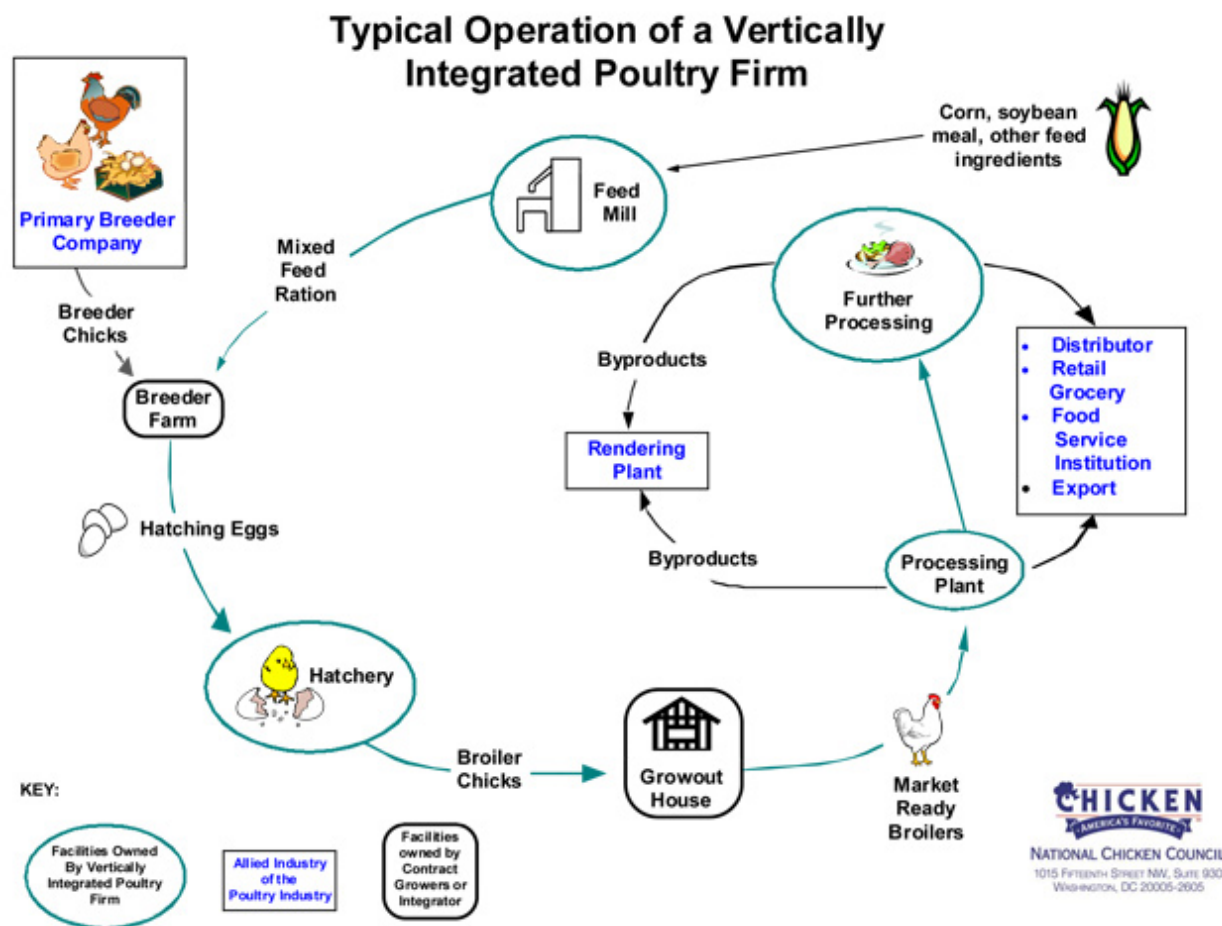 Typical Operation of a Vertically
Integrated Poultry Firm
Primary Breeder
Company
Corn, soybean
meal, other feed
ingredients
Feed
Mill
Mixed
Feed
Ration
Breeder
Chicks
Breeder
Farm
Further
Processing
Byproducts
• Distributor
• Retail
Grocery
• Food
Service
Institution
• Export
Rendering
Plant
Hatching Eggs
Byproducts
Processing
Plant
Hatchery
Broiler
Chicks
Growout
House
Market
Ready
Broilers
KEY:
Facilities Owned
By Vertically
Integrated Poultry
Firm
Allied Industry
of the
Poultry Industry
Facilities
owned by
Contract
Growers or
Integrator
CHICKEN
AMERICA'S FAVORITE
NATIONAL CHICKEN COUNCIL
1015 FIFTEENTH STREET NW, SUITE 930
WASHINGTON, DC 20005-2605